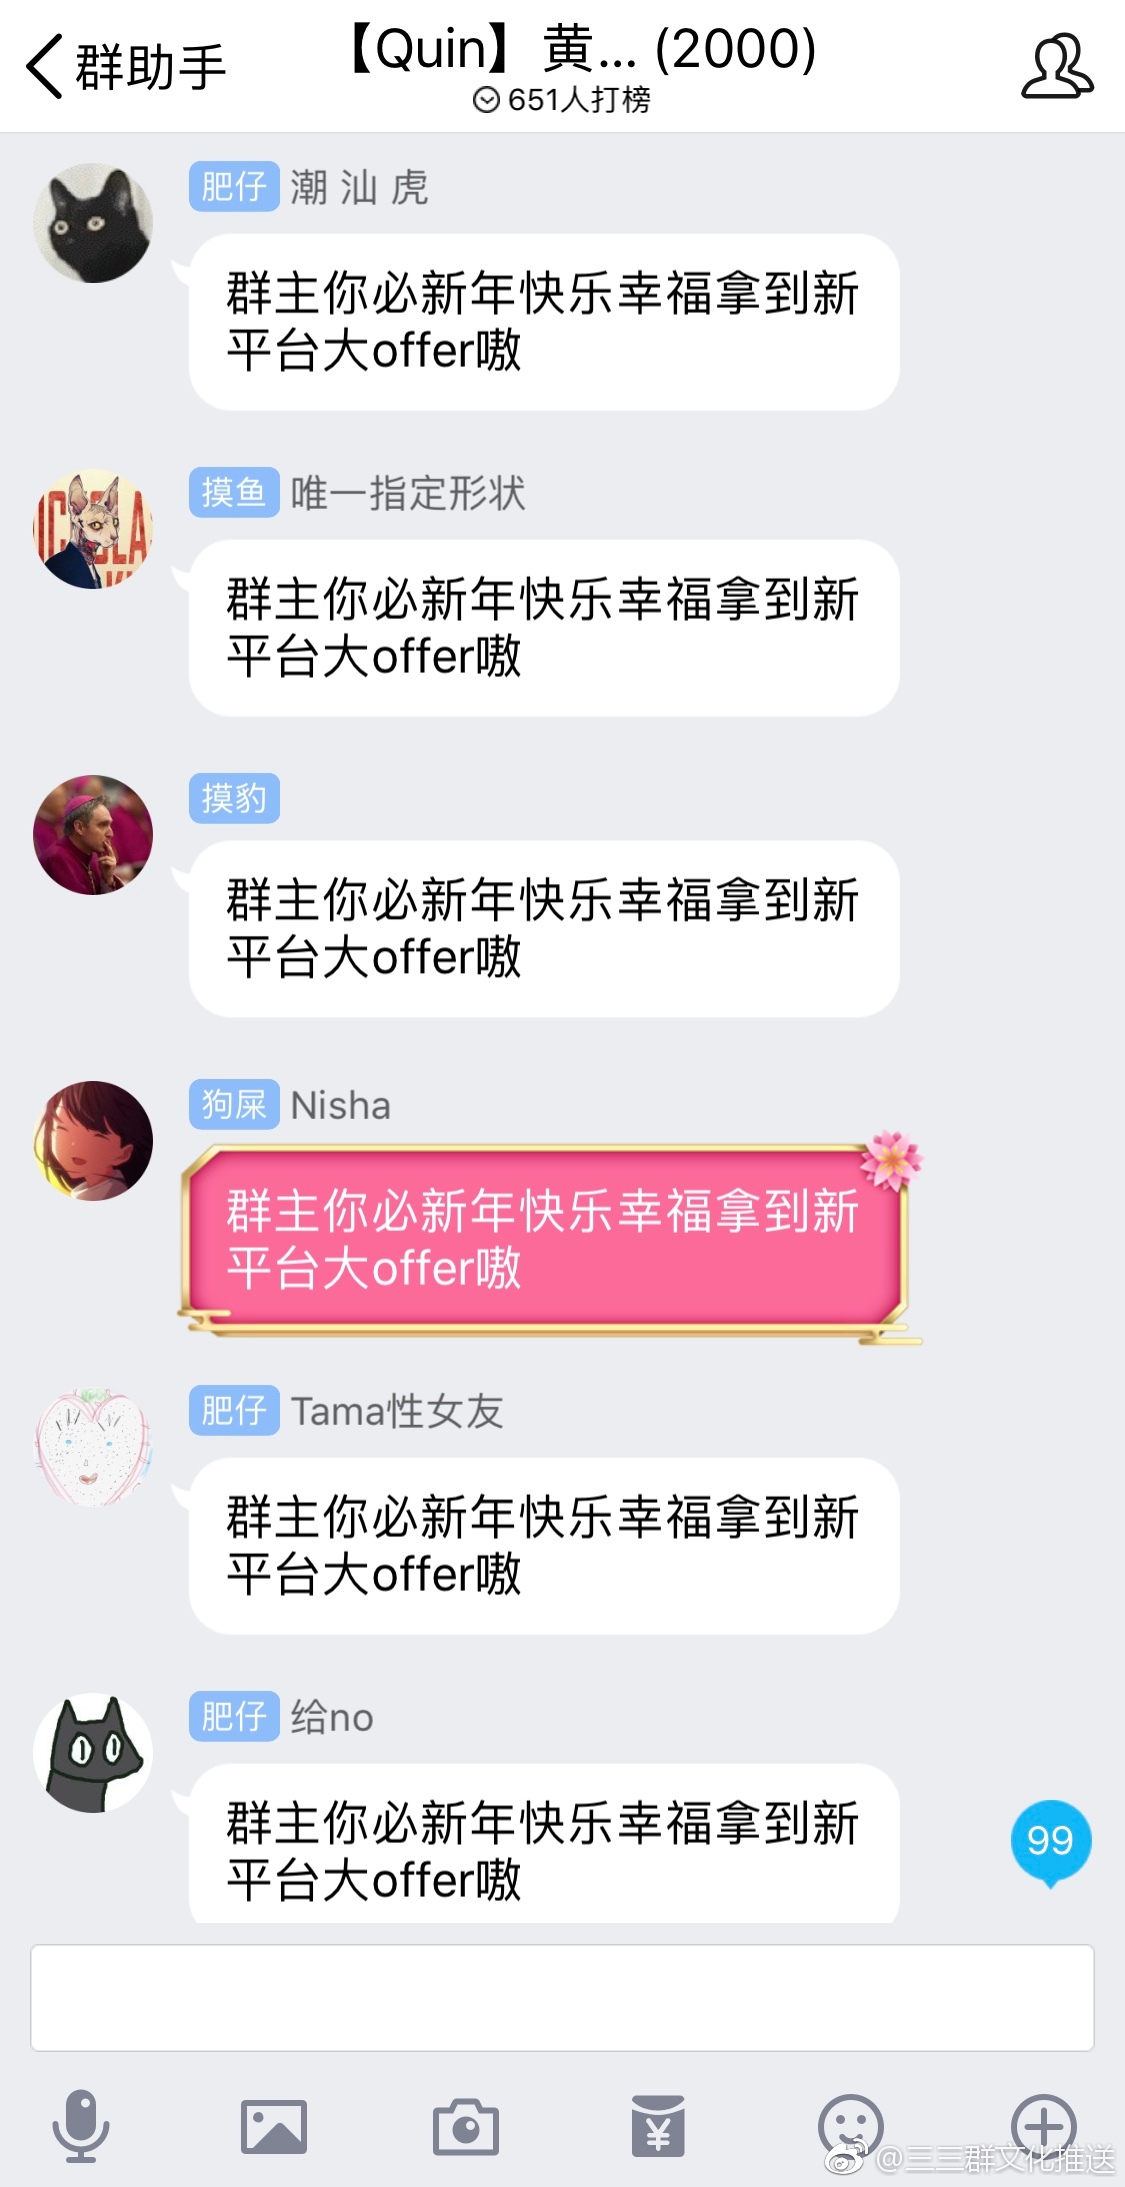 群助手
【Quin】黄... (2000)
651人打榜
肥仔 潮 汕 虎
群主你必新年快乐幸福拿到新
平台大offer嗷
摸鱼 唯一指定形状
群主你必新年快乐幸福拿到新
平台大offer嗷
摸豹
群主你必新年快乐幸福拿到新
平台大offer嗷
狗屎 Nisha
群主你必新年快乐幸福拿到新
平台大offer嗷
肥仔 Tama性女友
群主你必新年快乐幸福拿到新
平台大offer嗷
肥仔 给no
群主你必新年快乐幸福拿到新
平台大offer嗷
99
¥
@三三群文化推送